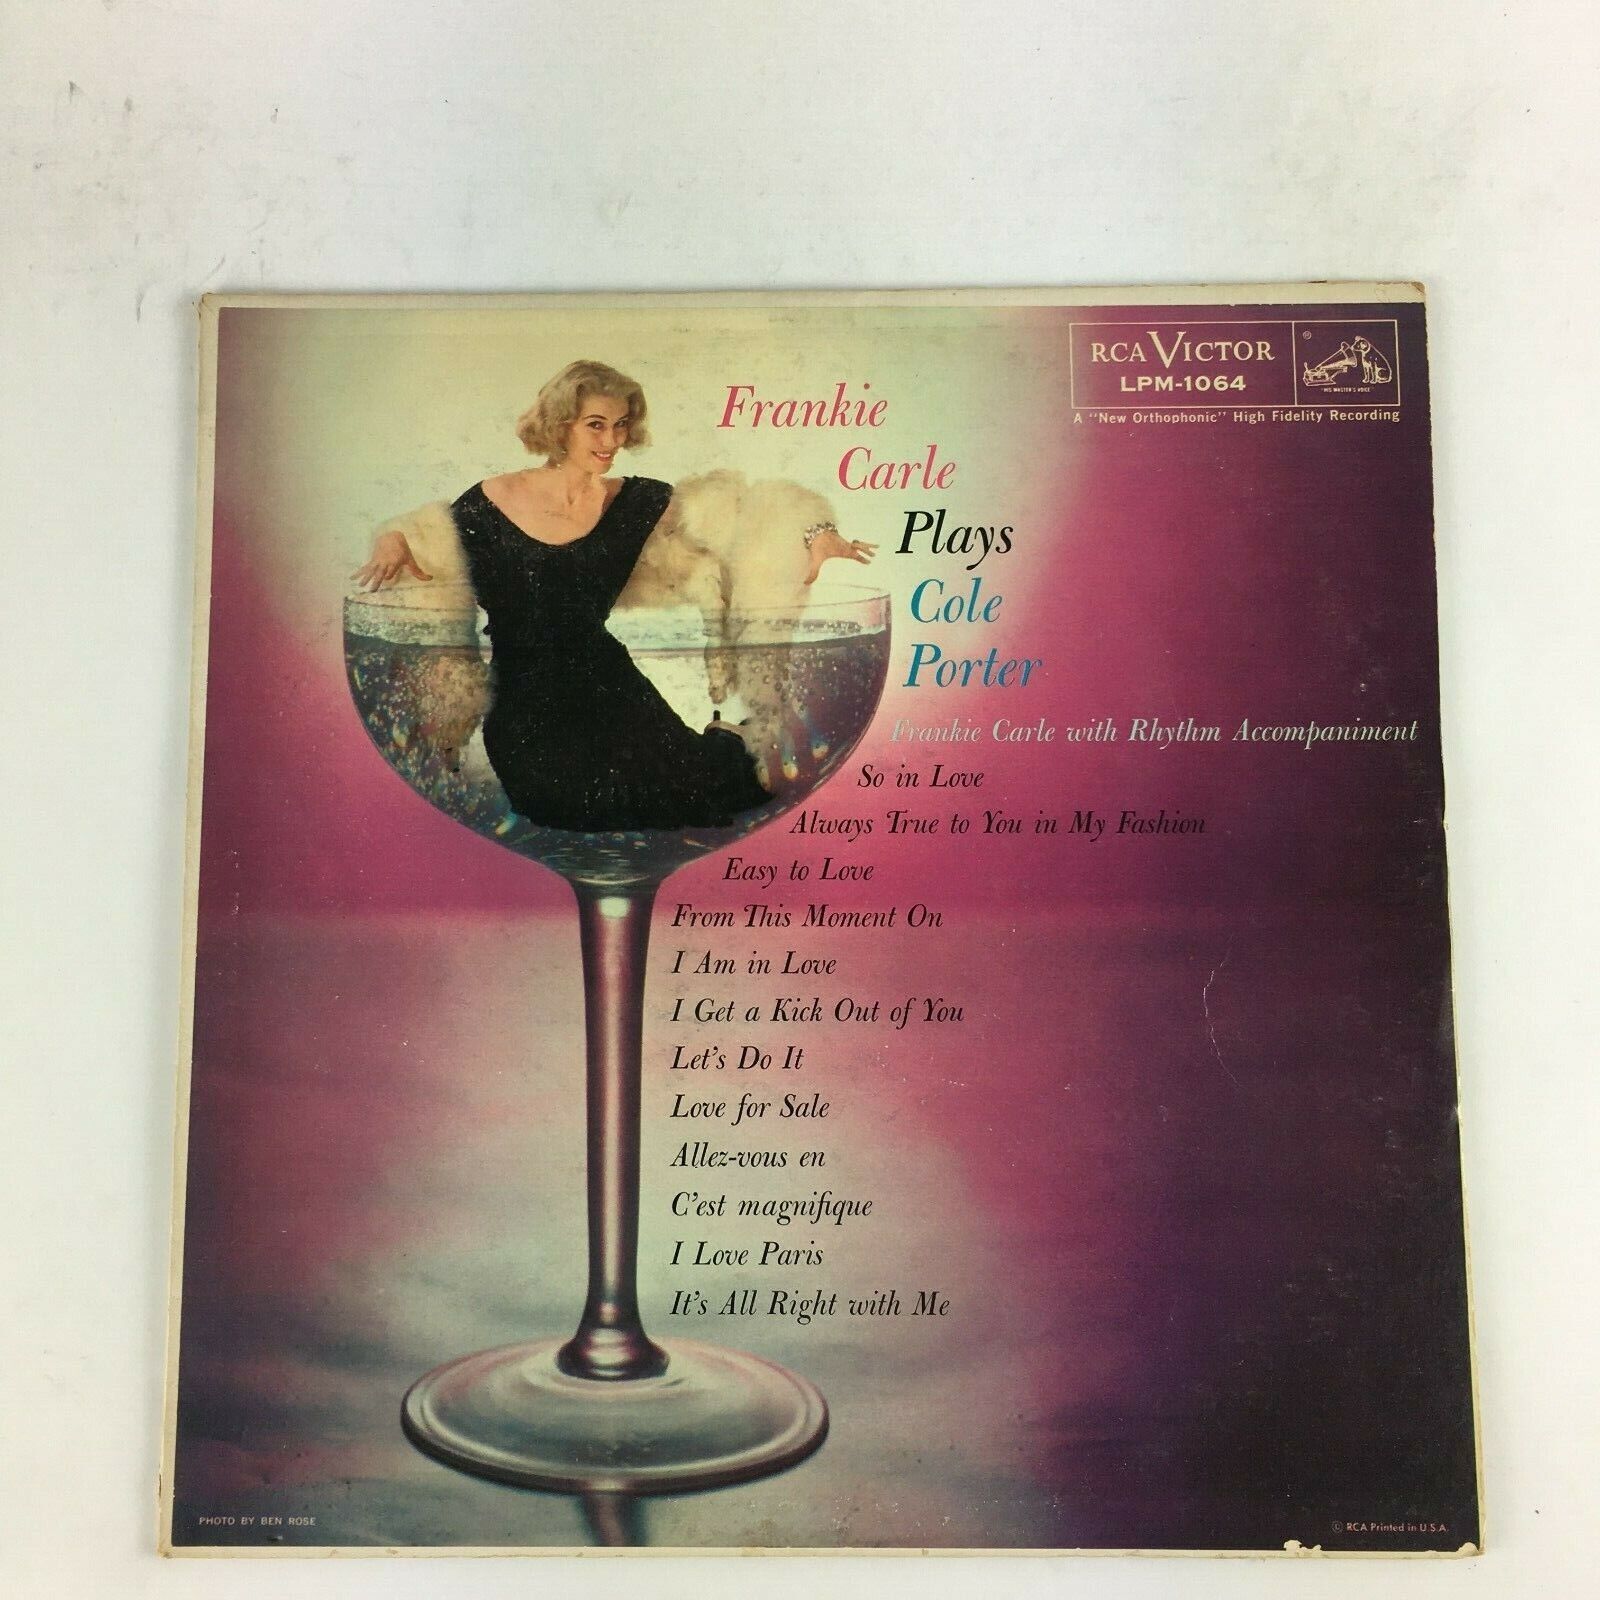 RCA VICTOR
LPM-1064
®
"HIS MASTER'S VOICE"
A "New Orthophonic" High Fidelity Recording
Frankie
Carle
Plays
Cole
Porter
Frankie Carle with Rhythm Accompaniment
So in Love
Always True to You in My Fashion
Easy to Love
From This Moment On
I Am in Love
I Get a Kick Out of You
Let's Do It
Love for Sale
Allez-vous en
C'est magnifique
I Love Paris
It's All Right with Me
PHOTO BY BEN ROSE
© RCA Printed in U.S.A.